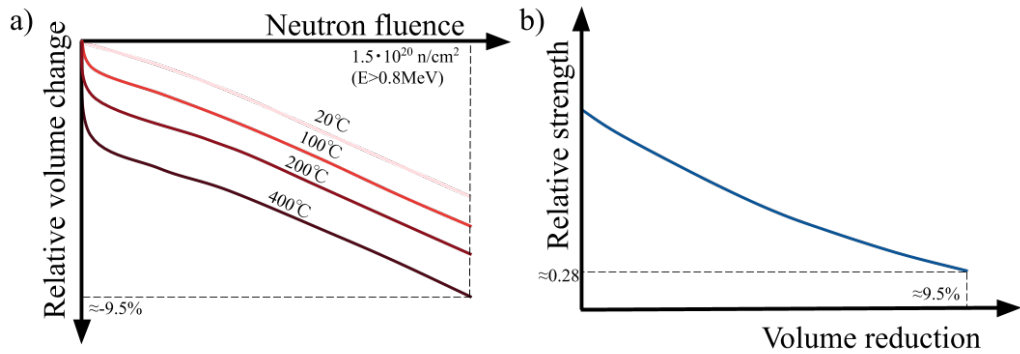 a)
Neutron fluence
1.5·10²⁰ n/cm²
(E>0.8MeV)
Relative volume change
20℃
100℃
200℃
400℃
≈-9.5%
b)
Relative strength
≈0.28
≈9.5%
Volume reduction